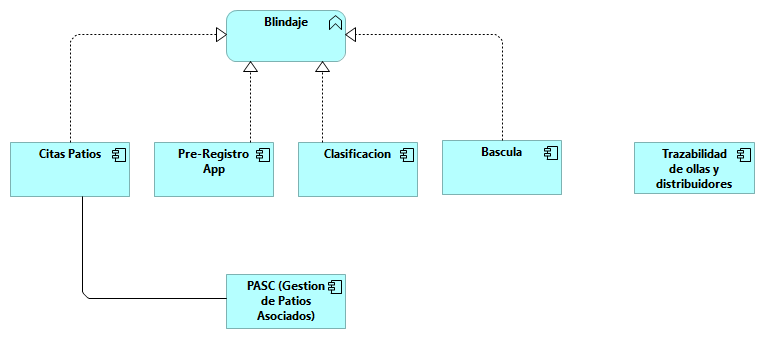 Blindaje
Citas Patios
Pre-Registro
App
Clasificacion
Bascula
Trazabilidad
de ollas y
distribuidores
PASC (Gestion
de Patios
Asociados)